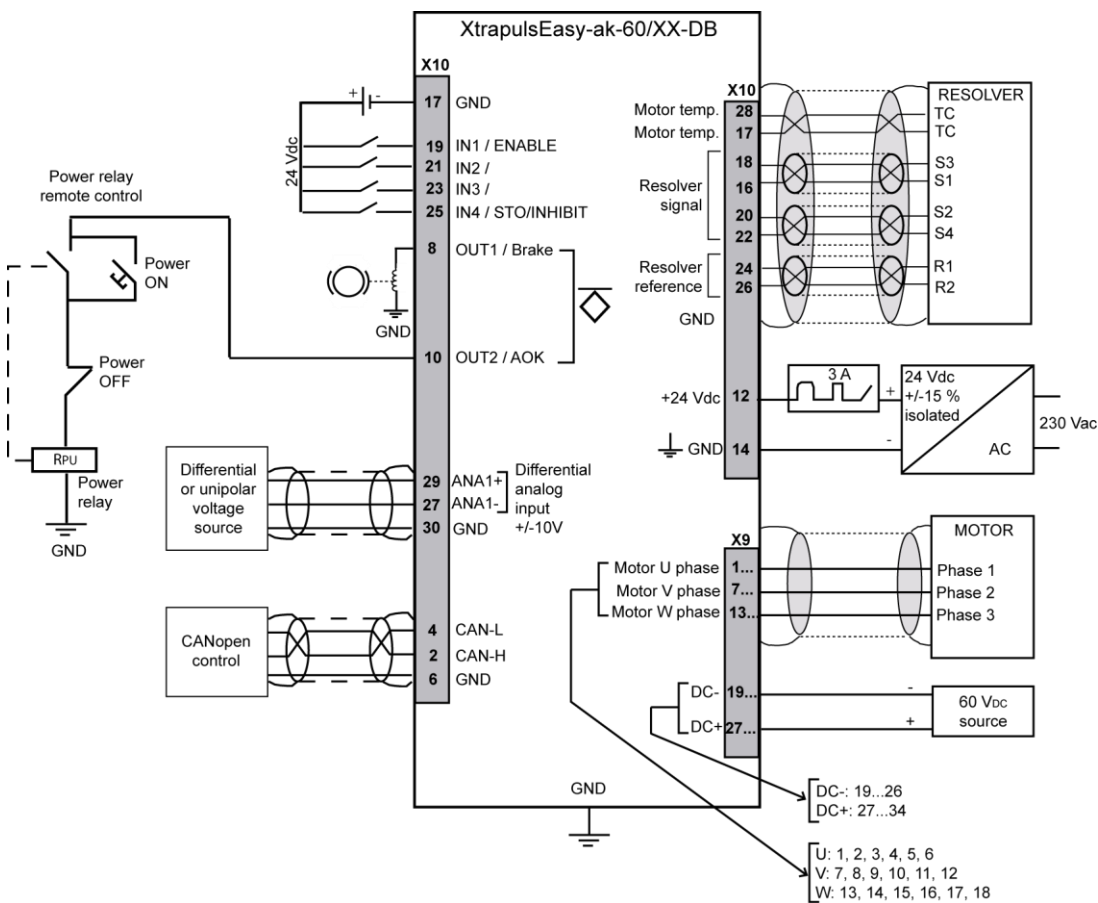 XtrapulsEasy-ak-60/XX-DB
X10
+ -
17 GND
24 Vdc
19 IN1 / ENABLE
21 IN2 /
23 IN3 /
25 IN4 / STO/INHIBIT
8 OUT1 / Brake
GND
10 OUT2 / AOK
Power relay
remote control
Power
ON
Power
OFF
RPU
Power
relay
GND
Differential
or unipolar
voltage
source
29 ANA1+
27 ANA1-
30 GND
Differential
analog
input
+/-10V
CANopen
control
4 CAN-L
2 CAN-H
6 GND
X10
RESOLVER
Motor temp. 28 TC
Motor temp. 17 TC
Resolver
signal
18 S3
16 S1
20 S2
22 S4
Resolver
reference
24 R1
26 R2
GND
+24 Vdc 12
3 A
+
24 Vdc
+/-15 %
isolated
AC
230 Vac
GND 14
-
X9
MOTOR
Motor U phase 1... Phase 1
Motor V phase 7... Phase 2
Motor W phase 13... Phase 3
DC- 19... -
DC+ 27... +
60 VDC
source
GND
DC-: 19...26
DC+: 27...34
U: 1, 2, 3, 4, 5, 6
V: 7, 8, 9, 10, 11, 12
W: 13, 14, 15, 16, 17, 18